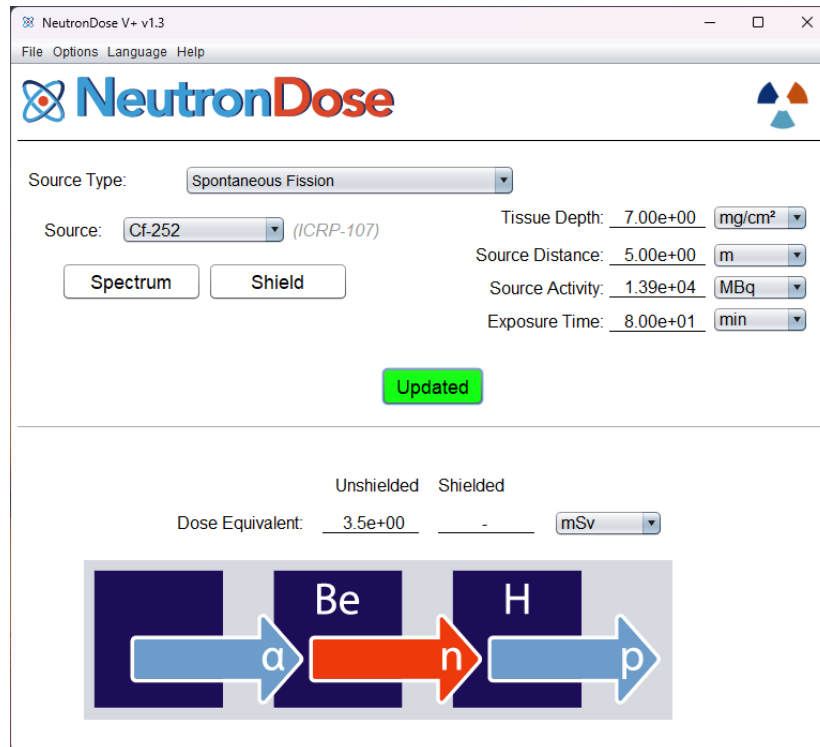 NeutronDose V+ v1.3
File Options Language Help
NeutronDose
Source Type: Spontaneous Fission
Source: Cf-252 (ICRP-107)
Spectrum Shield
Tissue Depth: 7.00e+00 mg/cm²
Source Distance: 5.00e+00 m
Source Activity: 1.39e+04 MBq
Exposure Time: 8.00e+01 min
Updated
Unshielded Shielded
Dose Equivalent: 3.5e+00 - mSv
Be H
α n p